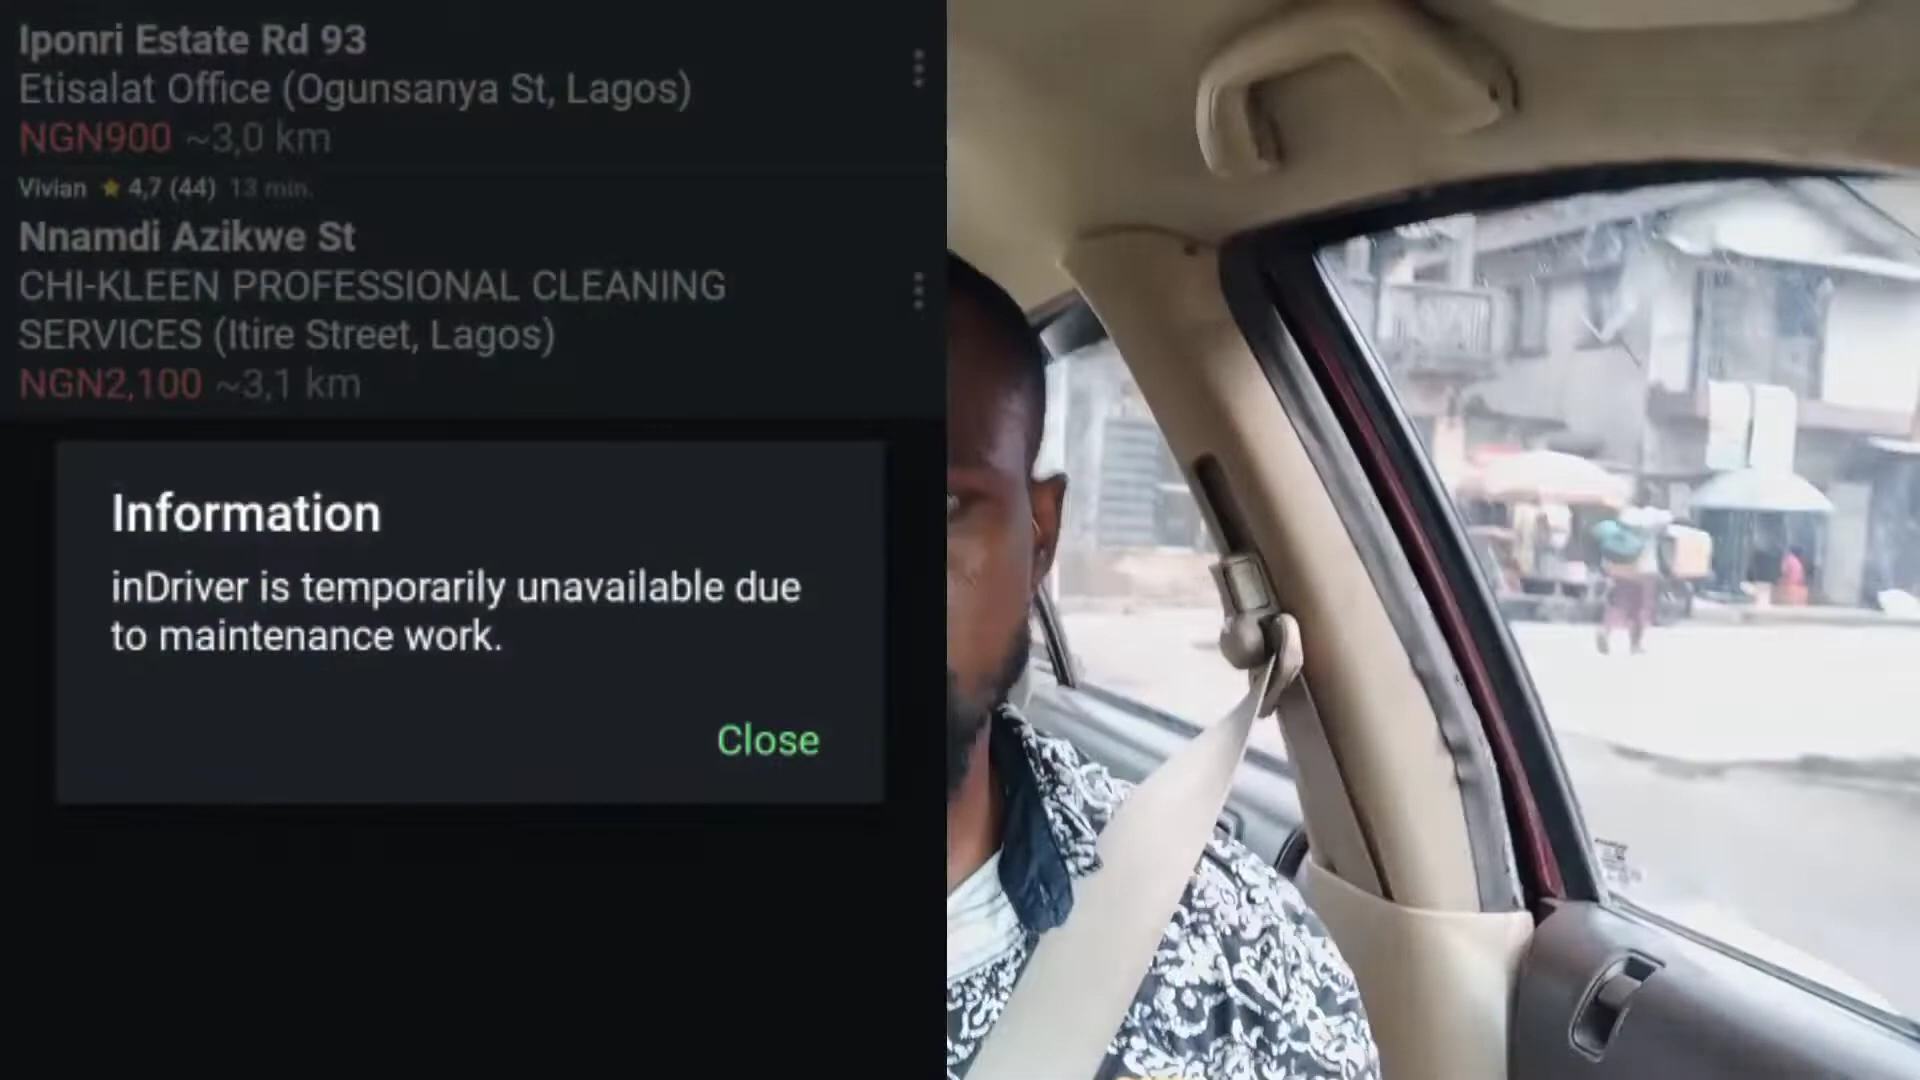 Iponri Estate Rd 93
Etisalat Office (Ogunsanya St, Lagos)
NGN900 ~3,0 km
Vivian ★ 4,7 (44) 13 min.
Nnamdi Azikwe St
CHI-KLEEN PROFESSIONAL CLEANING
SERVICES (Itire Street, Lagos)
NGN2,100 ~3,1 km
Information
inDriver is temporarily unavailable due
to maintenance work.
Close